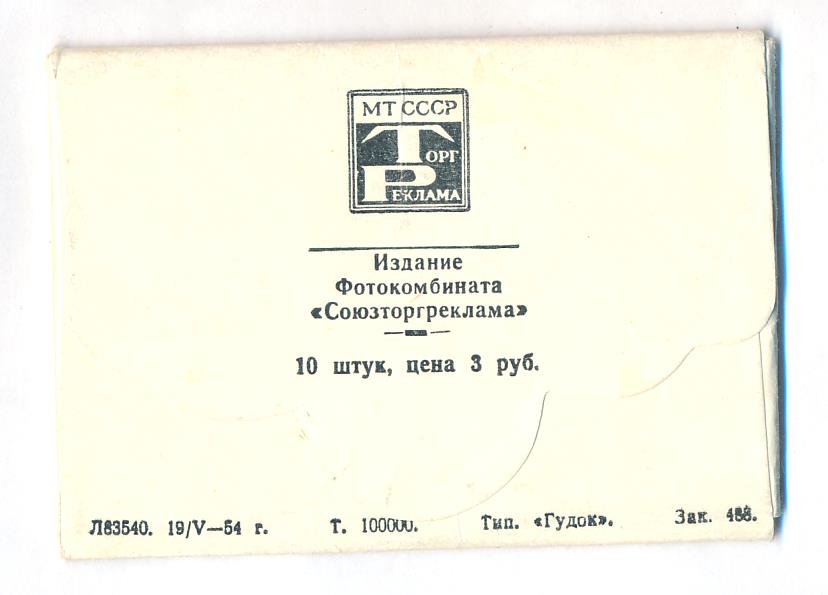 МТ СССР
ТОРГ
РЕКЛАМА
Издание
Фотокомбината
«Союзторгреклама»
10 штук, цена 3 руб.
Л83540. 19/V—54 г. Т. 100000. Тип. «Гудок». Зак. 488.